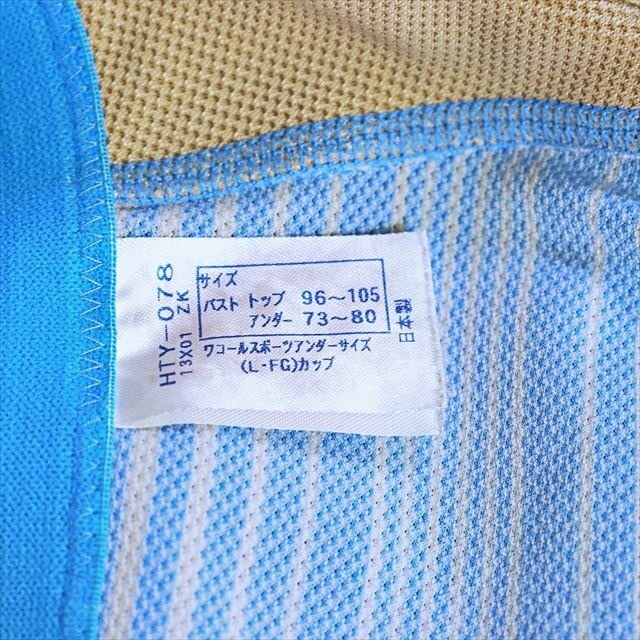 HTY-078
13X01 ZK
サイズ
バスト トップ 96～105
アンダー 73～80
ワコールスポーツアンダーサイズ
(L-FG)カップ
日本製